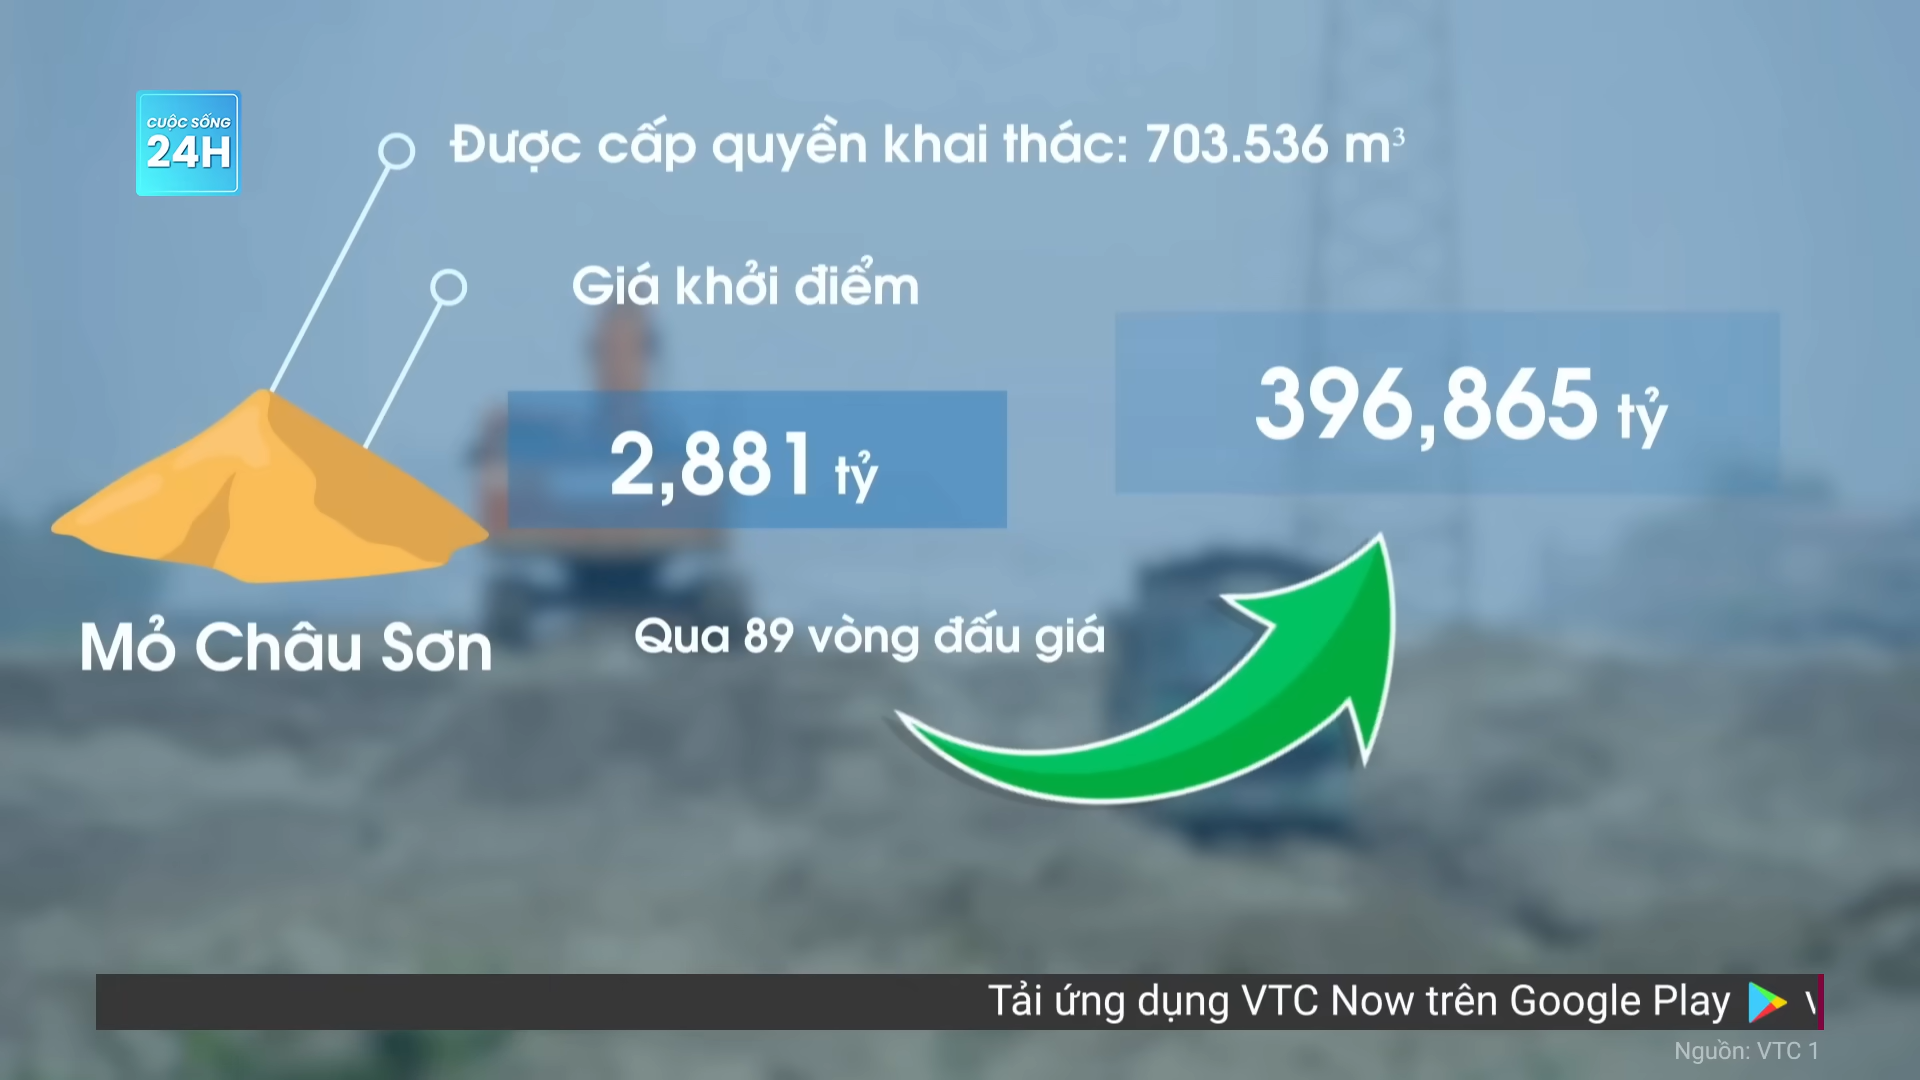 CUỘC SỐNG
24H
Được cấp quyền khai thác: 703.536 m³
Giá khởi điểm
2,881 tỷ
396,865 tỷ
Mỏ Châu Sơn
Qua 89 vòng đấu giá
Tải ứng dụng VTC Now trên Google Play
Nguồn: VTC 1